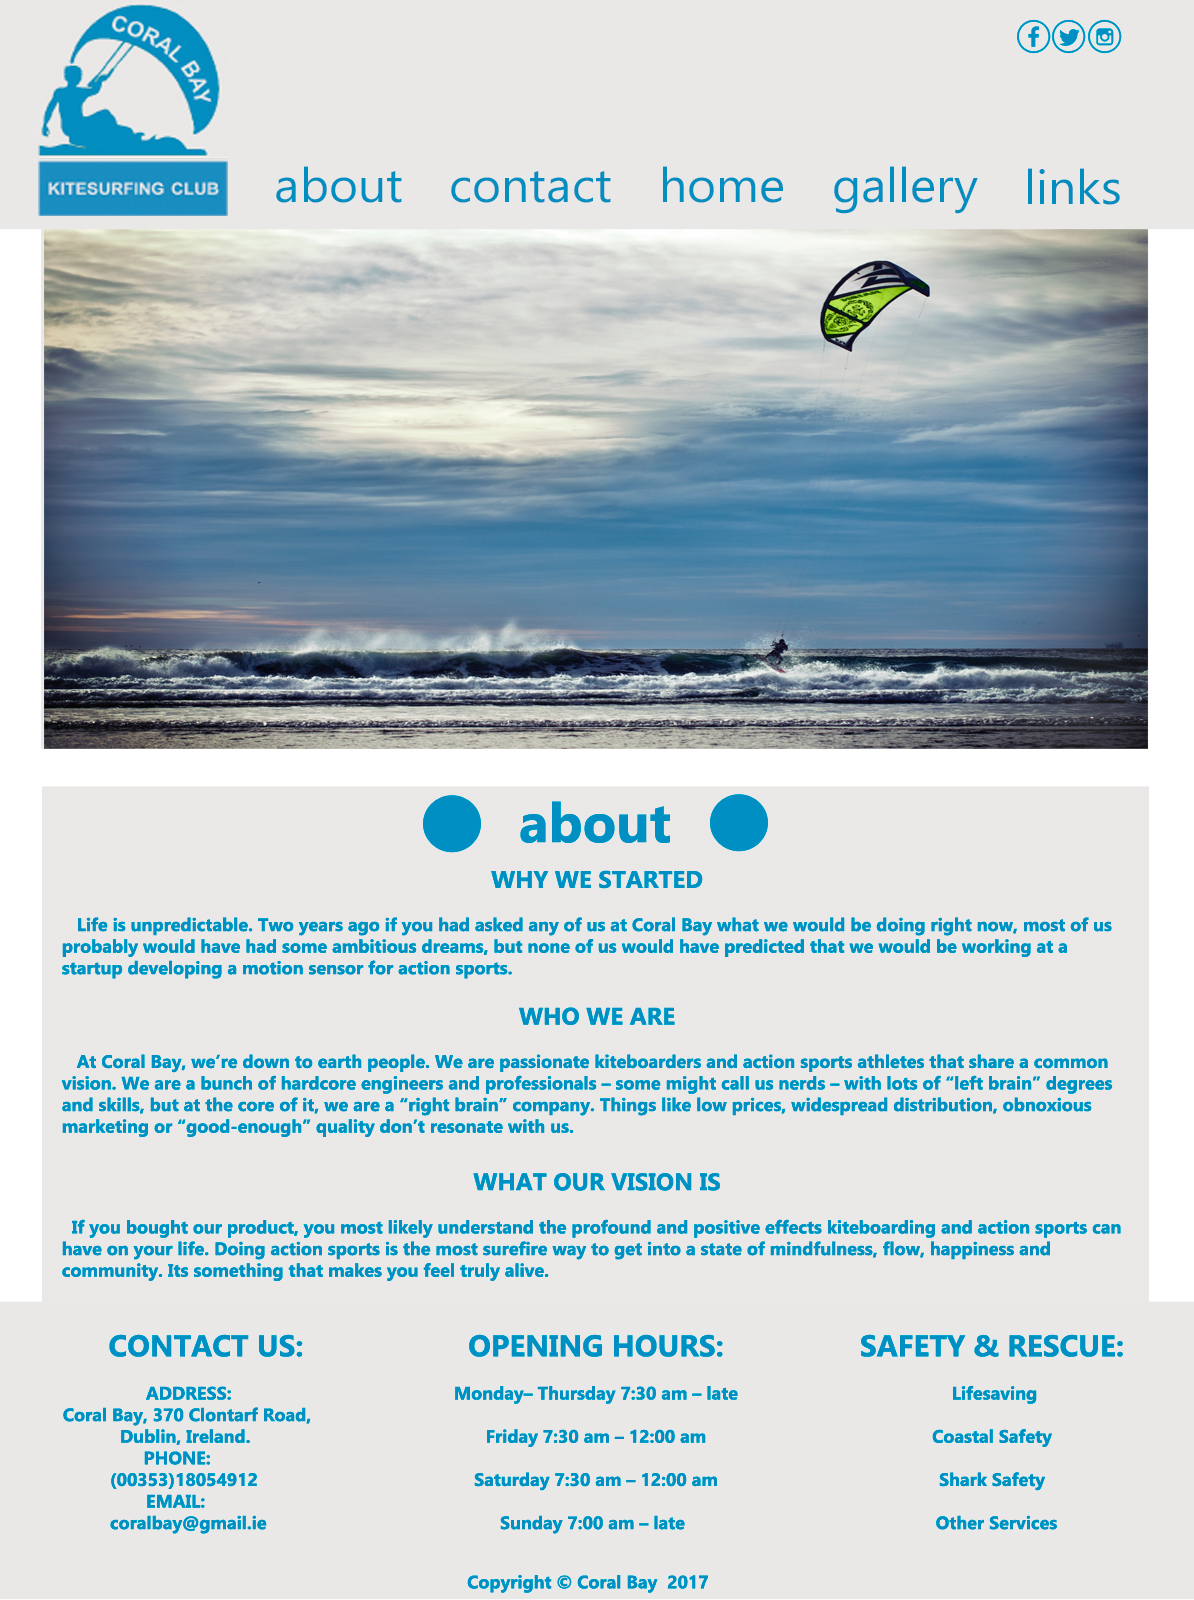 CORAL BAY
KITESURFING CLUB
about contact home gallery links
about
WHY WE STARTED
Life is unpredictable. Two years ago if you had asked any of us at Coral Bay what we would be doing right now, most of us
probably would have had some ambitious dreams, but none of us would have predicted that we would be working at a
startup developing a motion sensor for action sports.
WHO WE ARE
At Coral Bay, we’re down to earth people. We are passionate kiteboarders and action sports athletes that share a common
vision. We are a bunch of hardcore engineers and professionals – some might call us nerds – with lots of “left brain” degrees
and skills, but at the core of it, we are a “right brain” company. Things like low prices, widespread distribution, obnoxious
marketing or “good-enough” quality don’t resonate with us.
WHAT OUR VISION IS
If you bought our product, you most likely understand the profound and positive effects kiteboarding and action sports can
have on your life. Doing action sports is the most surefire way to get into a state of mindfulness, flow, happiness and
community. Its something that makes you feel truly alive.
CONTACT US:
ADDRESS:
Coral Bay, 370 Clontarf Road,
Dublin, Ireland.
PHONE:
(00353)18054912
EMAIL:
coralbay@gmail.ie
OPENING HOURS:
Monday– Thursday 7:30 am – late
Friday 7:30 am – 12:00 am
Saturday 7:30 am – 12:00 am
Sunday 7:00 am – late
SAFETY & RESCUE:
Lifesaving
Coastal Safety
Shark Safety
Other Services
Copyright © Coral Bay  2017